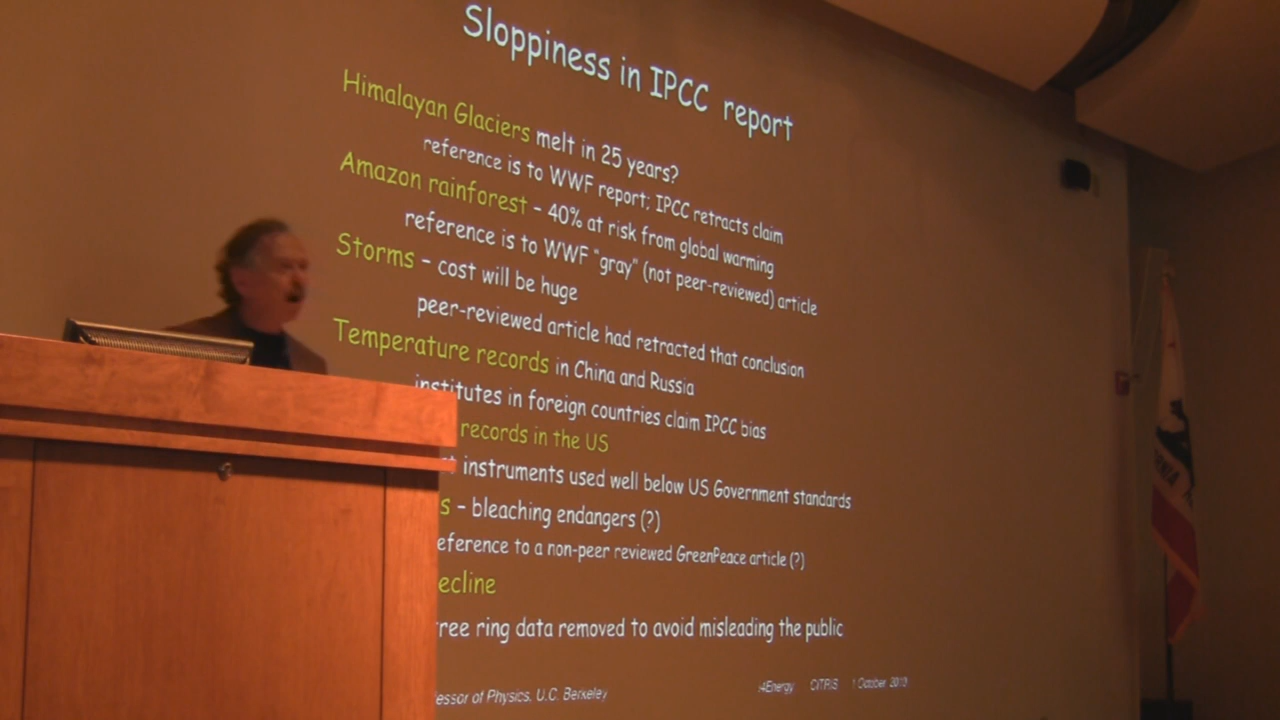 Sloppiness in IPCC report
Himalayan Glaciers melt in 25 years?
reference is to WWF report; IPCC retracts claim
Amazon rainforest – 40% at risk from global warming
reference is to WWF "gray" (not peer-reviewed) article
Storms – cost will be huge
peer-reviewed article had retracted that conclusion
Temperature records in China and Russia
institutes in foreign countries claim IPCC bias
records in the US
instruments used well below US Government standards
s – bleaching endangers (?)
eference to a non-peer reviewed GreenPeace article (?)
ecline
ree ring data removed to avoid misleading the public
essor of Physics, U.C. Berkeley
i4Energy CITRIS 1 October 2010